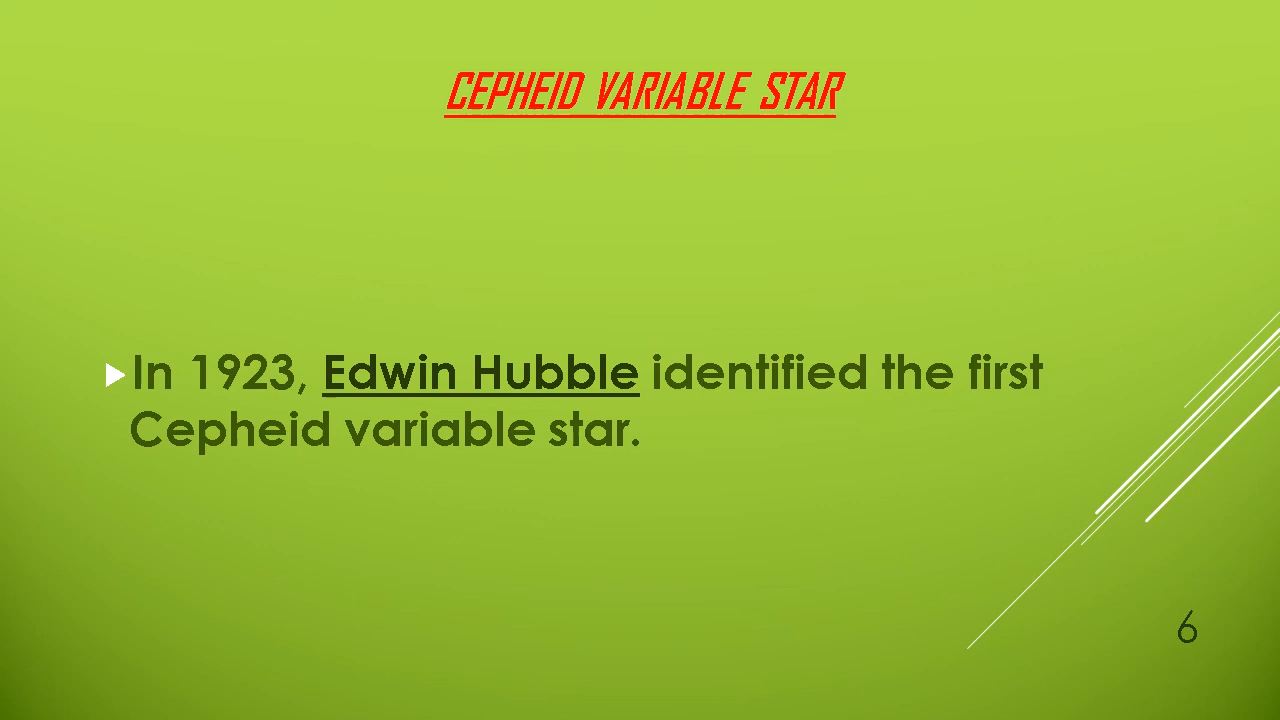 CEPHEID VARIABLE STAR
In 1923, Edwin Hubble identified the first
Cepheid variable star.
6